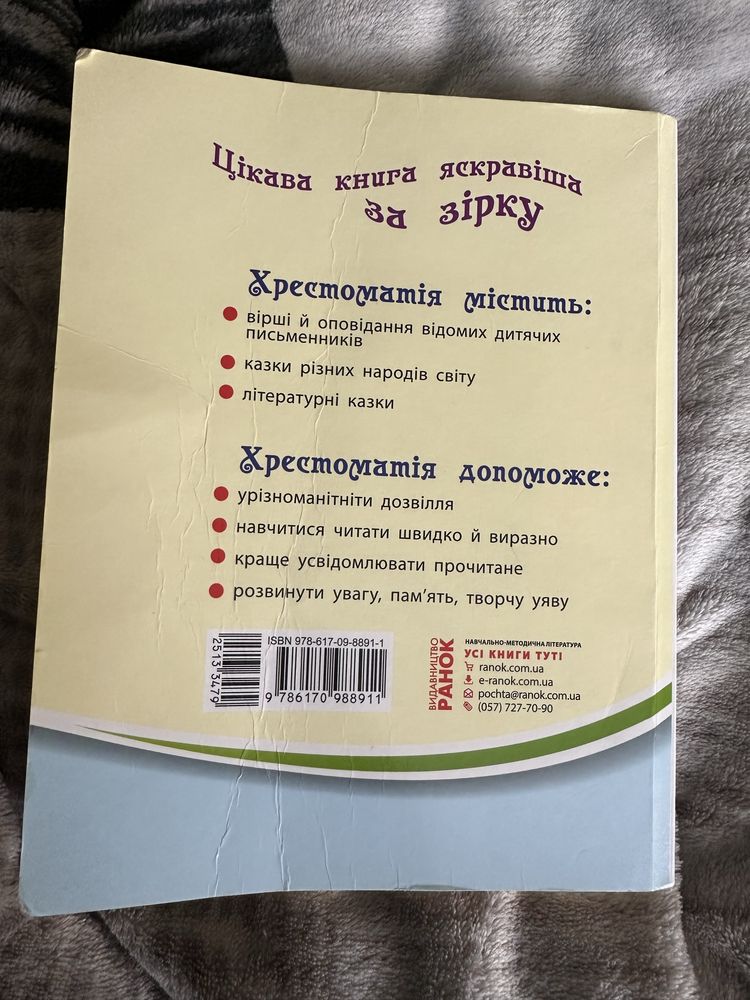 Цікава книга яскравіша
за зірку
Хрестоматія містить:
вірші й оповідання відомих дитячих
письменників
казки різних народів світу
літературні казки
Хрестоматія допоможе:
урізноманітніти дозвілля
навчитися читати швидко й виразно
краще усвідомлювати прочитане
розвинути увагу, пам'ять, творчу уяву
25133479
ISBN 978-617-09-8891-1
9 786170 988911
ВИДАВНИЦТВО
РАНОК
НАВЧАЛЬНО-МЕТОДИЧНА ЛІТЕРАТУРА
УСІ КНИГИ ТУТІ
ranok.com.ua
e-ranok.com.ua
pochta@ranok.com.ua
(057) 727-70-90